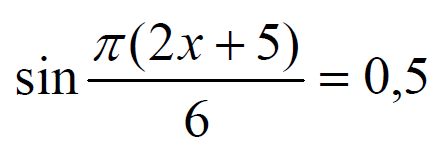 sin π(2x + 5)/6 = 0,5